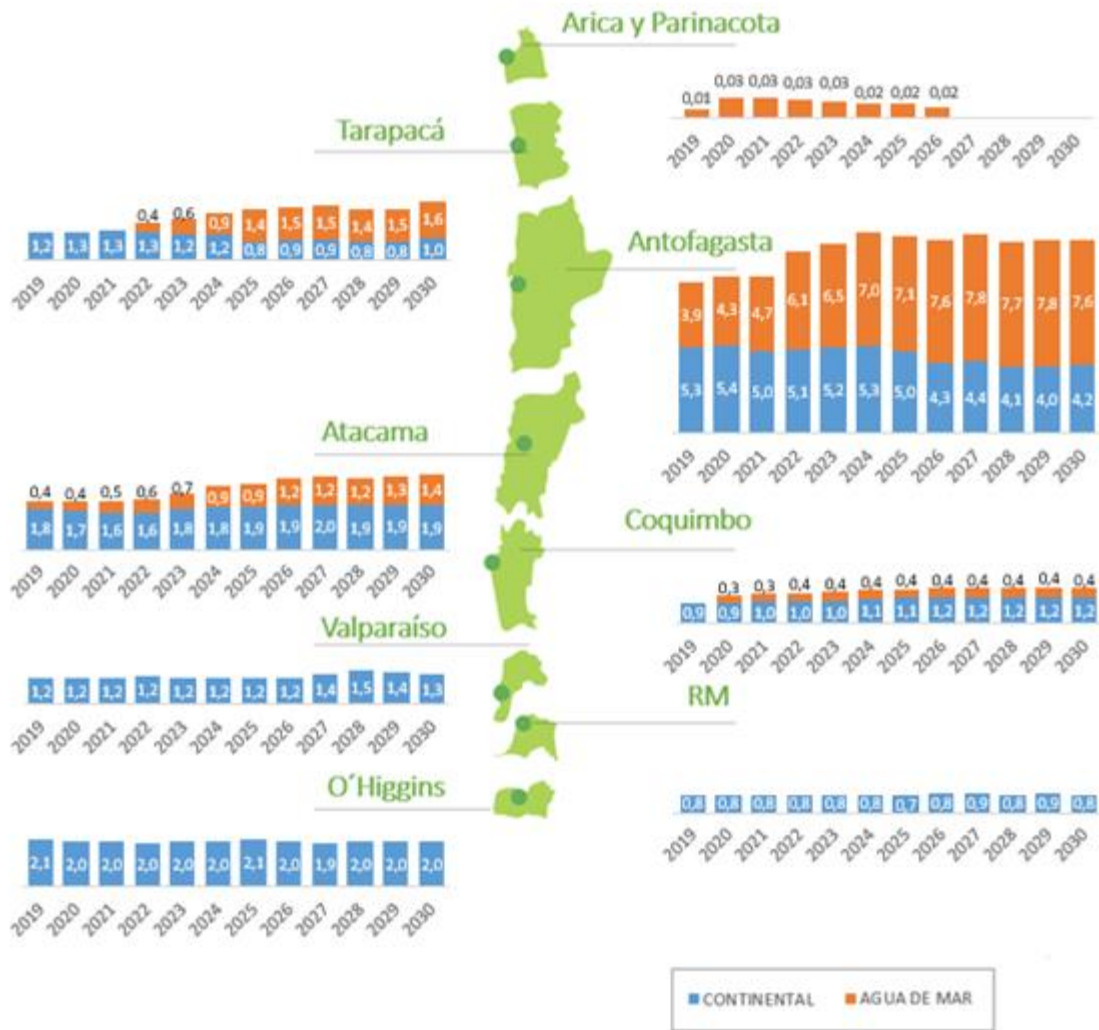 Arica y Parinacota
0,01 0,03 0,03 0,03 0,03 0,02 0,02 0,02
2019 2020 2021 2022 2023 2024 2025 2026 2027 2028 2029 2030
Tarapacá
0,4 0,6 0,9 1,4 1,5 1,5 1,4 1,5 1,6
1,2 1,3 1,3 1,3 1,2 1,2 0,8 0,9 0,9 0,8 0,8 1,0
2019 2020 2021 2022 2023 2024 2025 2026 2027 2028 2029 2030
Antofagasta
3,9 4,3 4,7 6,1 6,5 7,0 7,1 7,6 7,8 7,7 7,8 7,6
5,3 5,4 5,0 5,1 5,2 5,3 5,0 4,3 4,4 4,1 4,0 4,2
2019 2020 2021 2022 2023 2024 2025 2026 2027 2028 2029 2030
Atacama
0,4 0,4 0,5 0,6 0,7 0,9 0,9 1,2 1,2 1,2 1,3 1,4
1,8 1,7 1,6 1,6 1,8 1,8 1,9 1,9 2,0 1,9 1,9 1,9
2019 2020 2021 2022 2023 2024 2025 2026 2027 2028 2029 2030
Coquimbo
0,3 0,3 0,4 0,4 0,4 0,4 0,4 0,4 0,4 0,4 0,4
0,9 0,9 1,0 1,0 1,0 1,1 1,1 1,2 1,2 1,2 1,2 1,2
2019 2020 2021 2022 2023 2024 2025 2026 2027 2028 2029 2030
Valparaíso
1,2 1,2 1,2 1,2 1,2 1,2 1,2 1,2 1,4 1,5 1,4 1,3
2019 2020 2021 2022 2023 2024 2025 2026 2027 2028 2029 2030
RM
0,8 0,8 0,8 0,8 0,8 0,8 0,7 0,8 0,9 0,8 0,9 0,8
2019 2020 2021 2022 2023 2024 2025 2026 2027 2028 2029 2030
O´Higgins
2,1 2,0 2,0 2,0 2,0 2,0 2,1 2,0 1,9 2,0 2,0 2,0
2019 2020 2021 2022 2023 2024 2025 2026 2027 2028 2029 2030
CONTINENTAL AGUA DE MAR